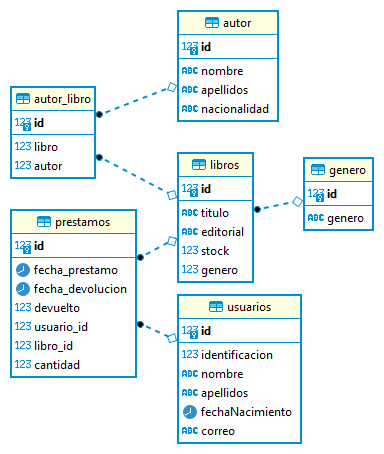 autor
123 id
ABC nombre
ABC apellidos
ABC nacionalidad
autor_libro
123 id
123 libro
123 autor
libros
123 id
ABC titulo
ABC editorial
123 stock
123 genero
genero
123 id
ABC genero
prestamos
123 id
fecha_prestamo
fecha_devolucion
123 devuelto
123 usuario_id
123 libro_id
123 cantidad
usuarios
123 id
123 identificacion
ABC nombre
ABC apellidos
fechaNacimiento
ABC correo